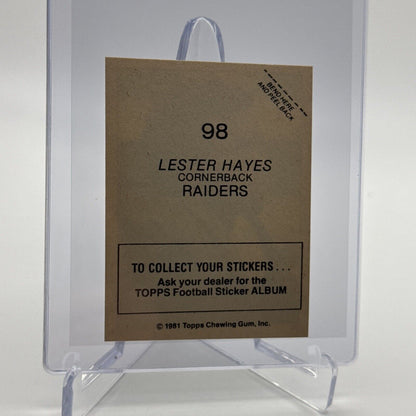 BEND HERE
AND PEEL BACK
98
LESTER HAYES
CORNERBACK
RAIDERS
TO COLLECT YOUR STICKERS . . .
Ask your dealer for the
TOPPS Football Sticker ALBUM
© 1981 Topps Chewing Gum, Inc.